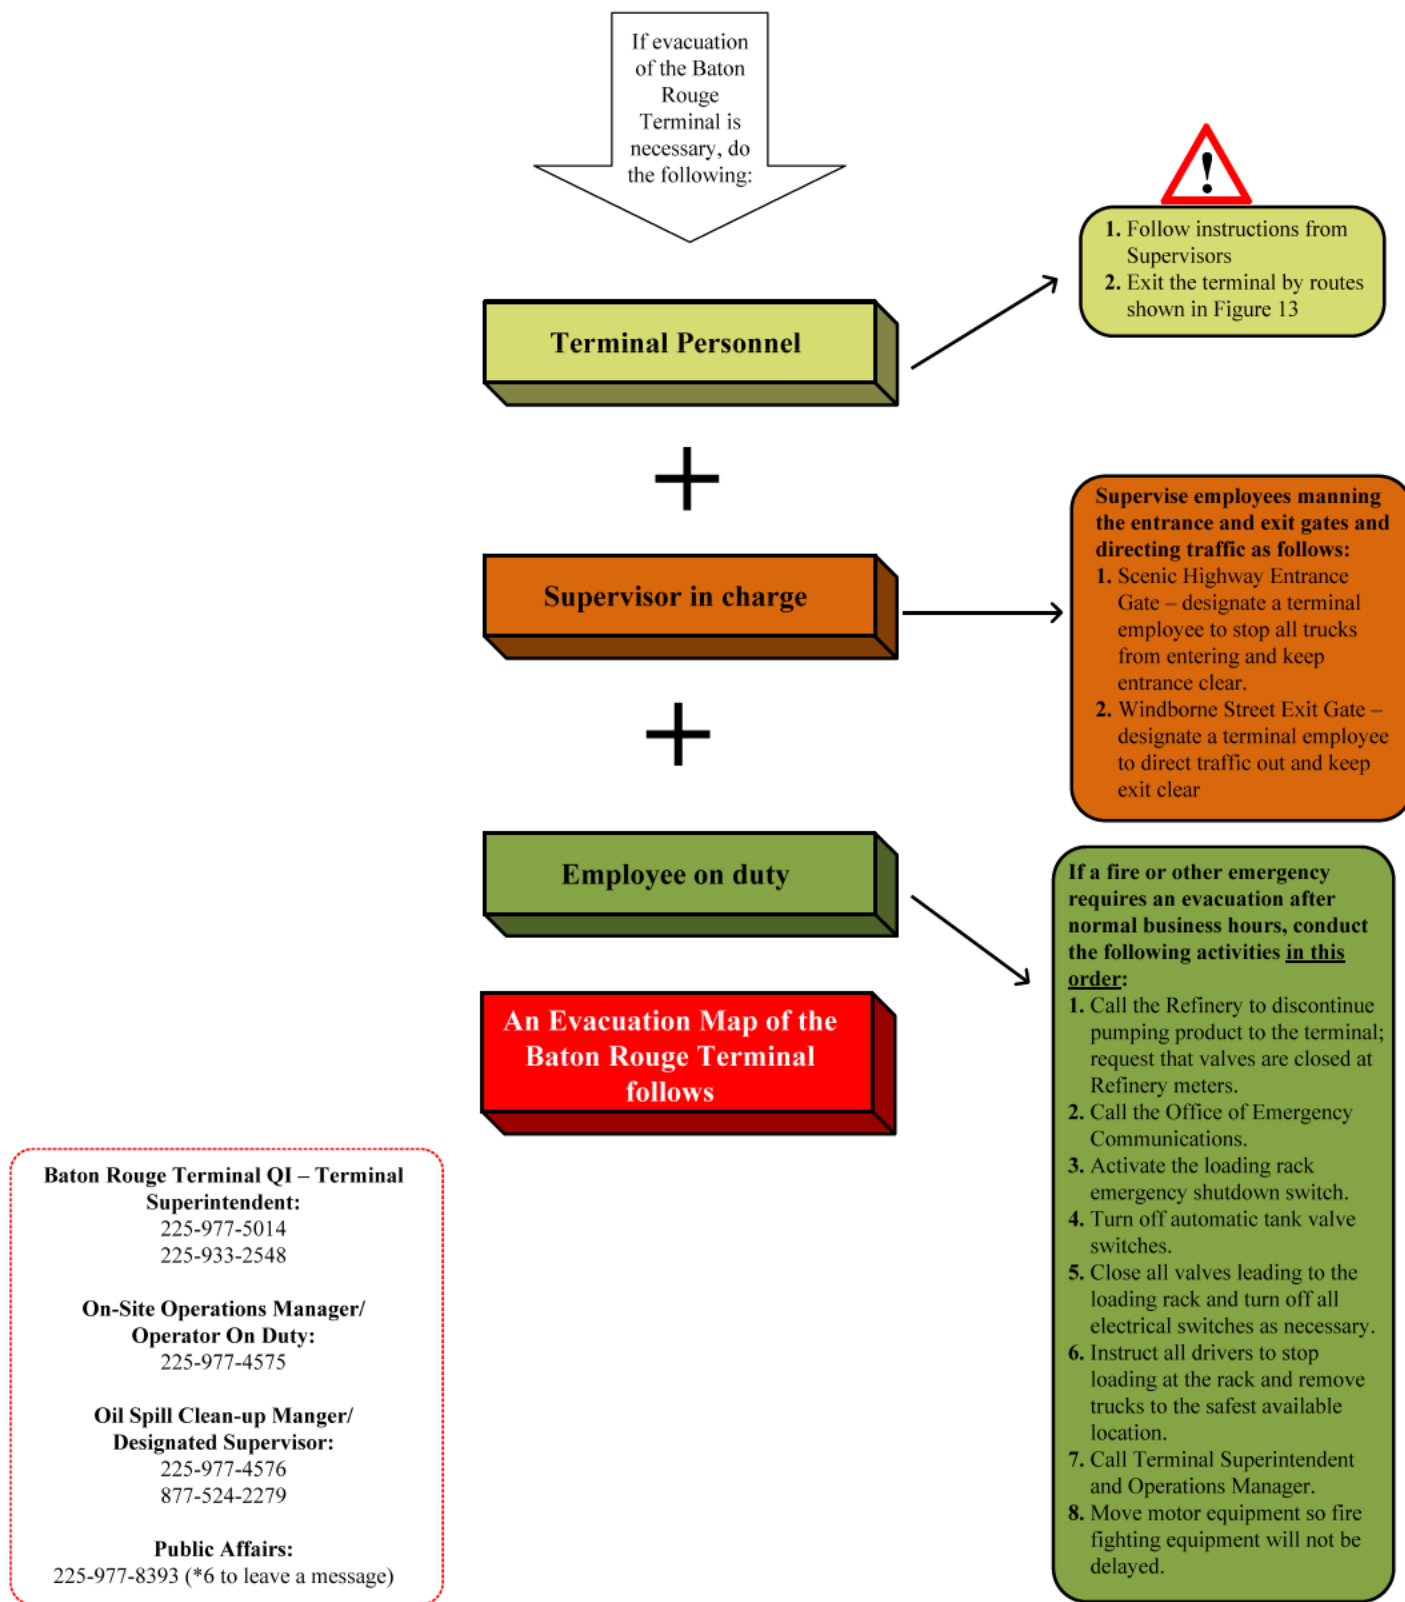 If evacuation
of the Baton
Rouge
Terminal is
necessary, do
the following:
!
1. Follow instructions from
Supervisors
2. Exit the terminal by routes
shown in Figure 13
Terminal Personnel
+
Supervisor in charge
Supervise employees manning
the entrance and exit gates and
directing traffic as follows:
1. Scenic Highway Entrance
Gate – designate a terminal
employee to stop all trucks
from entering and keep
entrance clear.
2. Windborne Street Exit Gate –
designate a terminal employee
to direct traffic out and keep
exit clear
+
Employee on duty
If a fire or other emergency
requires an evacuation after
normal business hours, conduct
the following activities in this
order:
1. Call the Refinery to discontinue
pumping product to the terminal;
request that valves are closed at
Refinery meters.
2. Call the Office of Emergency
Communications.
3. Activate the loading rack
emergency shutdown switch.
4. Turn off automatic tank valve
switches.
5. Close all valves leading to the
loading rack and turn off all
electrical switches as necessary.
6. Instruct all drivers to stop
loading at the rack and remove
trucks to the safest available
location.
7. Call Terminal Superintendent
and Operations Manager.
8. Move motor equipment so fire
fighting equipment will not be
delayed.
An Evacuation Map of the
Baton Rouge Terminal
follows
Baton Rouge Terminal QI – Terminal
Superintendent:
225-977-5014
225-933-2548
On-Site Operations Manager/
Operator On Duty:
225-977-4575
Oil Spill Clean-up Manger/
Designated Supervisor:
225-977-4576
877-524-2279
Public Affairs:
225-977-8393 (*6 to leave a message)